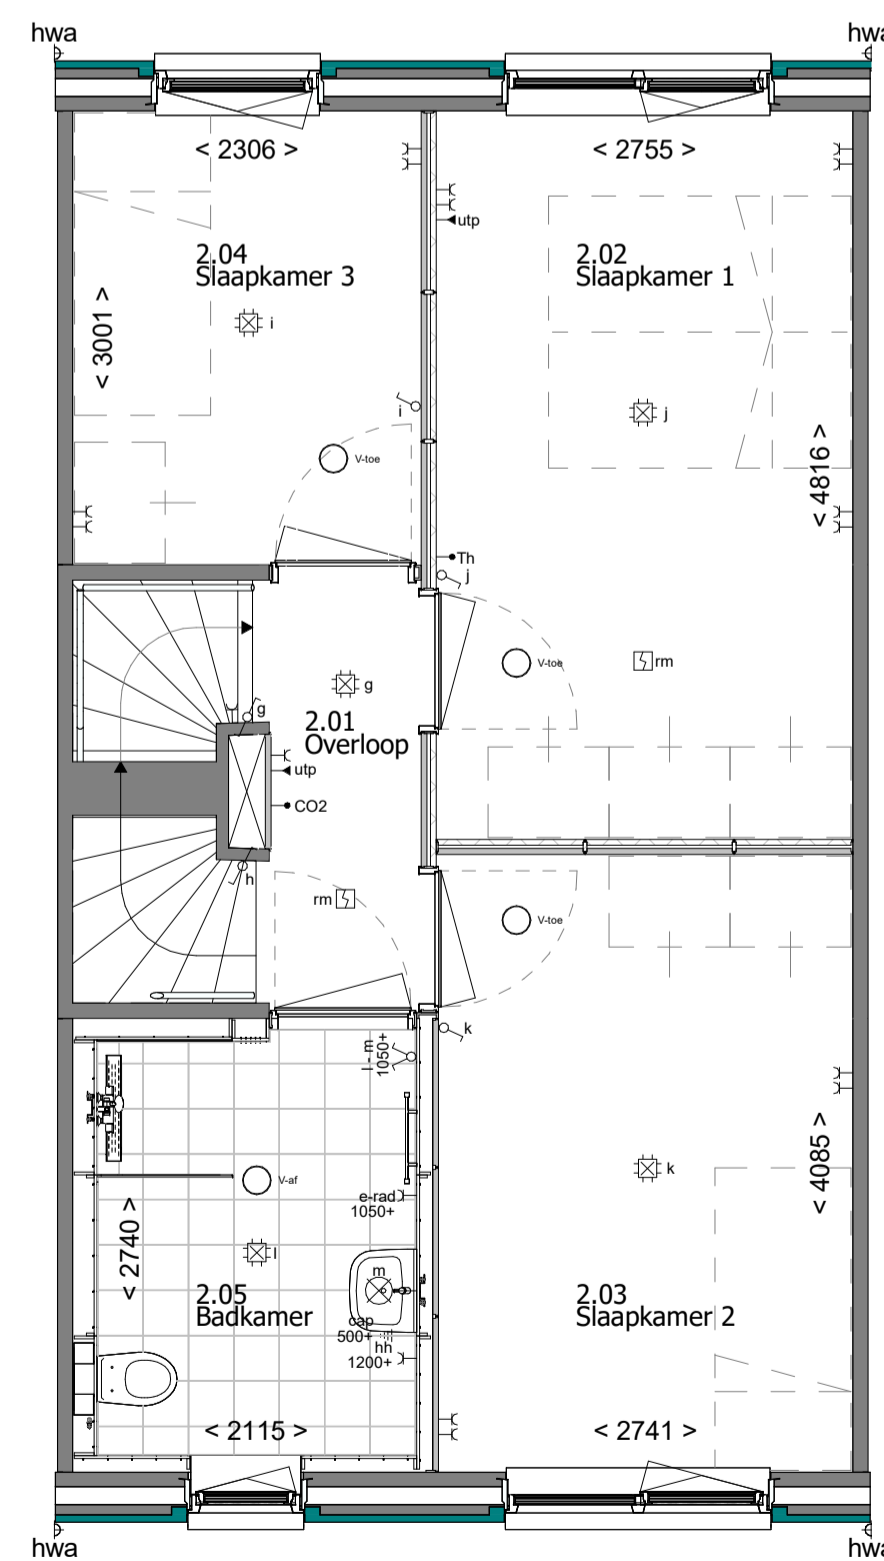 hwa
hwa
< 2306 >
< 2755 >
utp
2.04
Slaapkamer 3
2.02
Slaapkamer 1
< 3001 >
i
j
i
< 4816 >
V-toe
Th
j
V-toe
rm
g
g
2.01
Overloop
utp
CO2
h
rm
V-toe
k
l - m
1050+
< 4085 >
k
V-af
e-rad
1050+
< 2740 >
l
m
2.05
Badkamer
2.03
Slaapkamer 2
cap
500+
hh
1200+
< 2115 >
< 2741 >
hwa
hwa